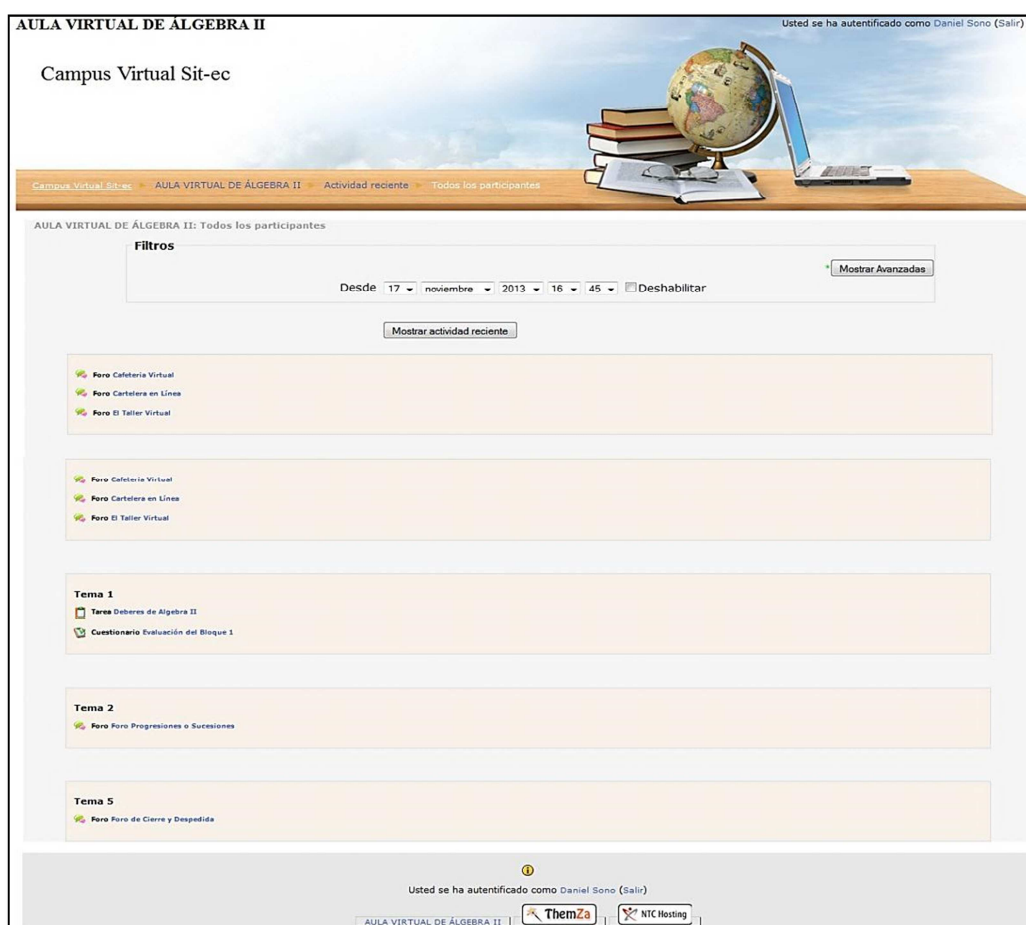 AULA VIRTUAL DE ÁLGEBRA II
Usted se ha autentificado como Daniel Sono (Salir)
Campus Virtual Sit-ec
Campus Virtual Sit-ec ► AULA VIRTUAL DE ÁLGEBRA II ► Actividad reciente ► Todos los participantes
AULA VIRTUAL DE ÁLGEBRA II: Todos los participantes
Filtros
* Mostrar Avanzadas
Desde 17 noviembre 2013 16 45 Deshabilitar
Mostrar actividad reciente
Foro Cafetería Virtual
Foro Cartelera en Línea
Foro El Taller Virtual
Foro Cafetería Virtual
Foro Cartelera en Línea
Foro El Taller Virtual
Tema 1
Tarea Deberes de Algebra II
Cuestionario Evaluación del Bloque 1
Tema 2
Foro Foro Progresiones o Sucesiones
Tema 5
Foro Foro de Cierre y Despedida
Usted se ha autentificado como Daniel Sono (Salir)
AULA VIRTUAL DE ÁLGEBRA II | ThemZa | NTC Hosting |